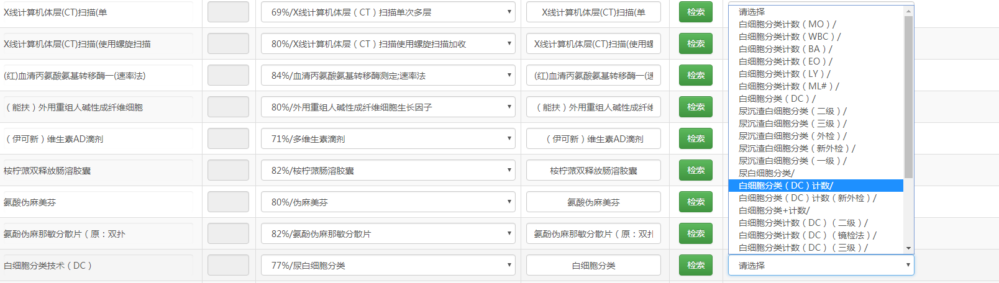 X线计算机体层(CT)扫描(单
69%/X线计算机体层（CT）扫描单次多层
X线计算机体层(CT)扫描(单
检索
X线计算机体层(CT)扫描(使用螺旋扫描
80%/X线计算机体层（CT）扫描使用螺旋扫描加收
X线计算机体层(CT)扫描(使用螺
检索
(红)血清丙氨酸氨基转移酶一(速率法)
84%/血清丙氨酸氨基转移酶测定;速率法
(红)血清丙氨酸氨基转移酶一(速
检索
（能扶）外用重组人碱性成纤维细胞
80%/外用重组人碱性成纤维细胞生长因子
（能扶）外用重组人碱性成纤维
检索
（伊可新）维生素AD滴剂
71%/多维生素滴剂
（伊可新）维生素AD滴剂
检索
桉柠蒎双释放肠溶胶囊
82%/桉柠蒎肠溶胶囊
桉柠蒎双释放肠溶胶囊
检索
氨酸伪麻美芬
80%/伪麻美芬
氨酸伪麻美芬
检索
氨酚伪麻那敏分散片（原：双扑
82%/氨酚伪麻那敏分散片
氨酚伪麻那敏分散片（原：双扑
检索
白细胞分类技术（DC）
77%/尿白细胞分类
白细胞分类
检索
请选择
白细胞分类计数（MO）/
白细胞分类计数（WBC）/
白细胞分类计数（BA）/
白细胞分类计数（EO）/
白细胞分类计数（LY）/
白细胞分类计数（ML#）/
白细胞分类（DC）/
尿沉渣白细胞分类（二级）/
尿沉渣白细胞分类（三级）/
尿沉渣白细胞分类（外检）/
尿沉渣白细胞分类（新外检）/
尿沉渣白细胞分类（一级）/
尿白细胞分类/
白细胞分类（DC）计数/
白细胞分类（DC）计数（新外检）/
白细胞分类+计数/
白细胞分类计数（DC）（二级）/
白细胞分类计数（DC）（镜检法）/
白细胞分类计数（DC）（三级）/
请选择